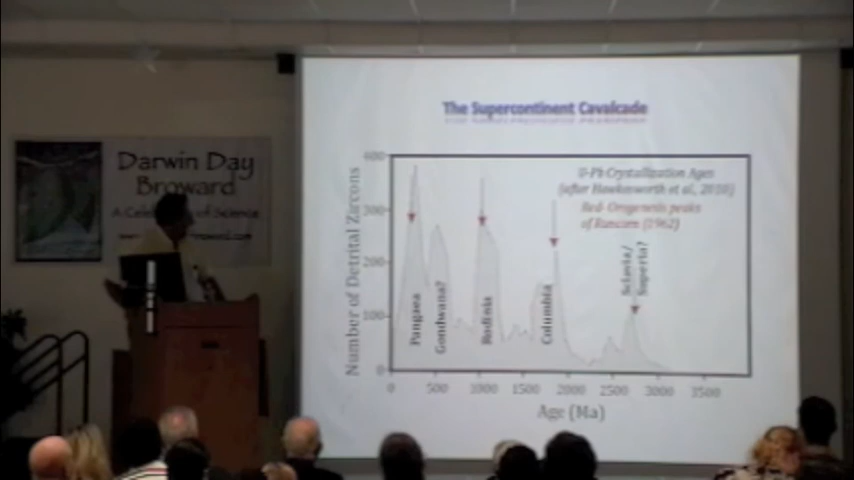 The Supercontinent Cavalcade
Darwin Day
Broward
A Celebration of Science
Number of Detrital Zircons
400
300
200
100
0
U-Pb Crystallization Ages
(after Hawkesworth et al., 2010)
Red-Orogenesis peaks
of Runcorn (1962)
Pangaea
Gondwana?
Rodinia
Columbia
Sclavia/
Superia?
0 500 1000 1500 2000 2500 3000 3500
Age (Ma)